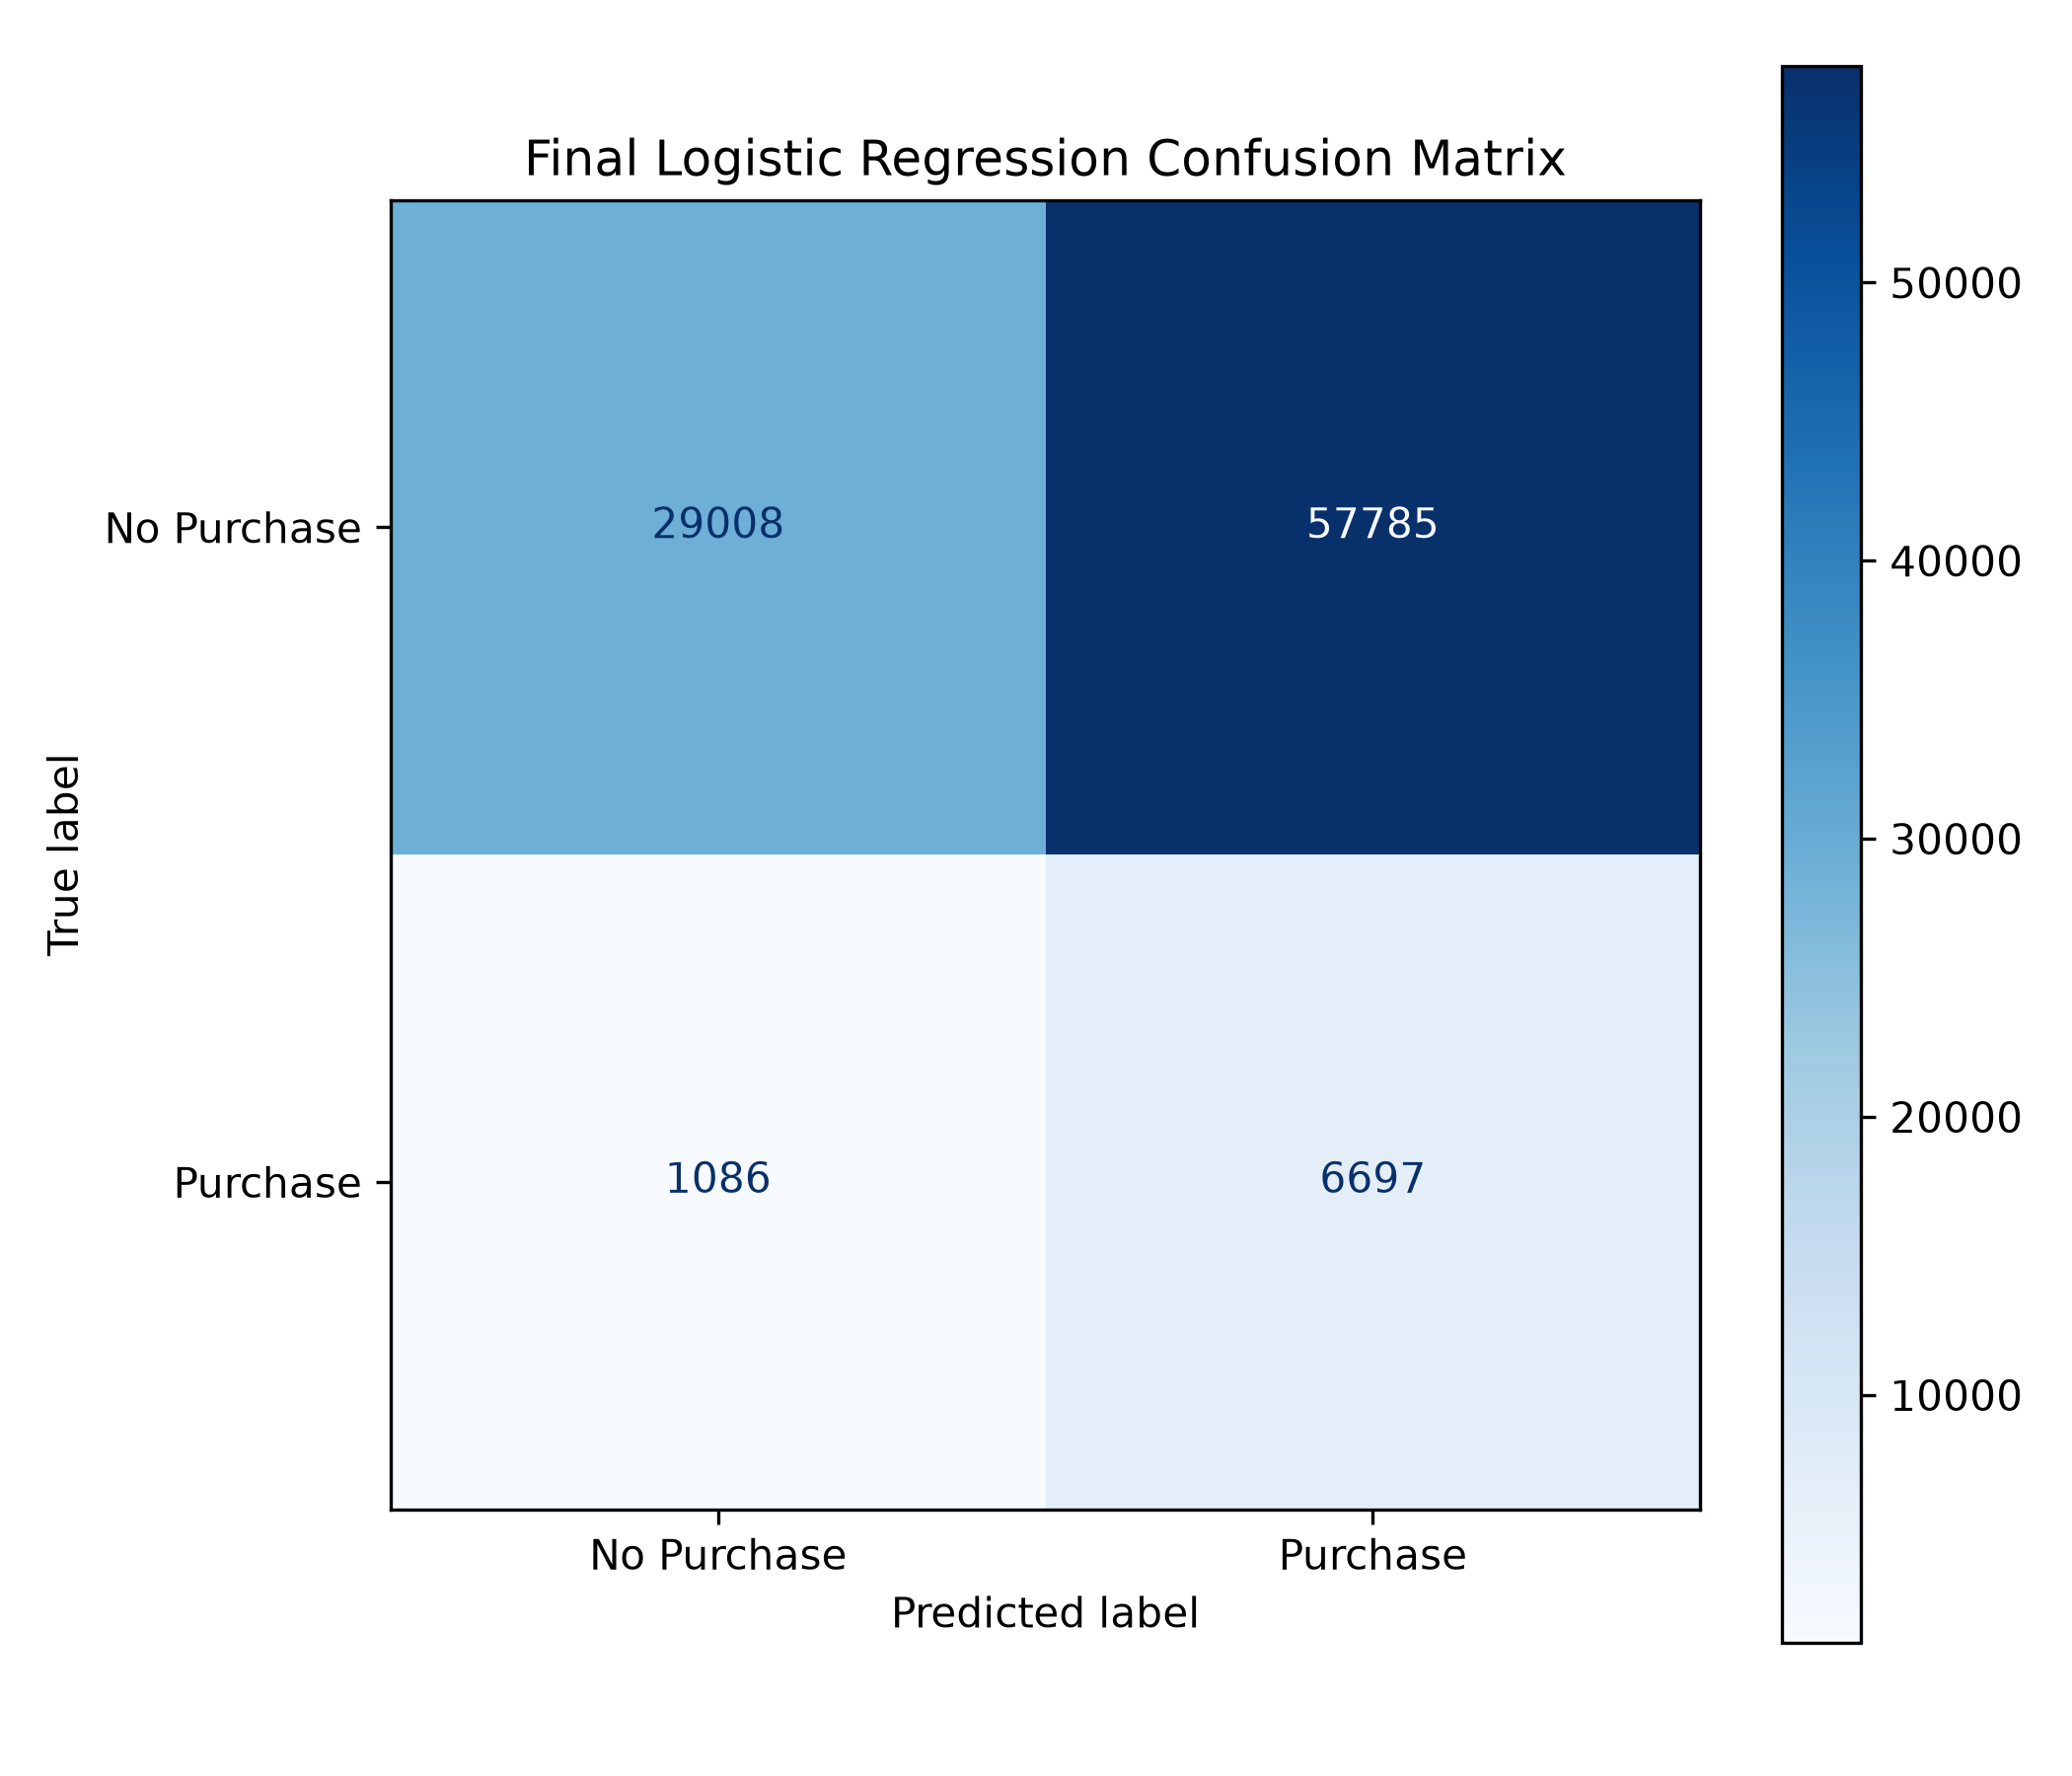 Final Logistic Regression Confusion Matrix
No Purchase
29008
57785
Purchase
1086
6697
No Purchase
Purchase
Predicted label
True label
50000
40000
30000
20000
10000